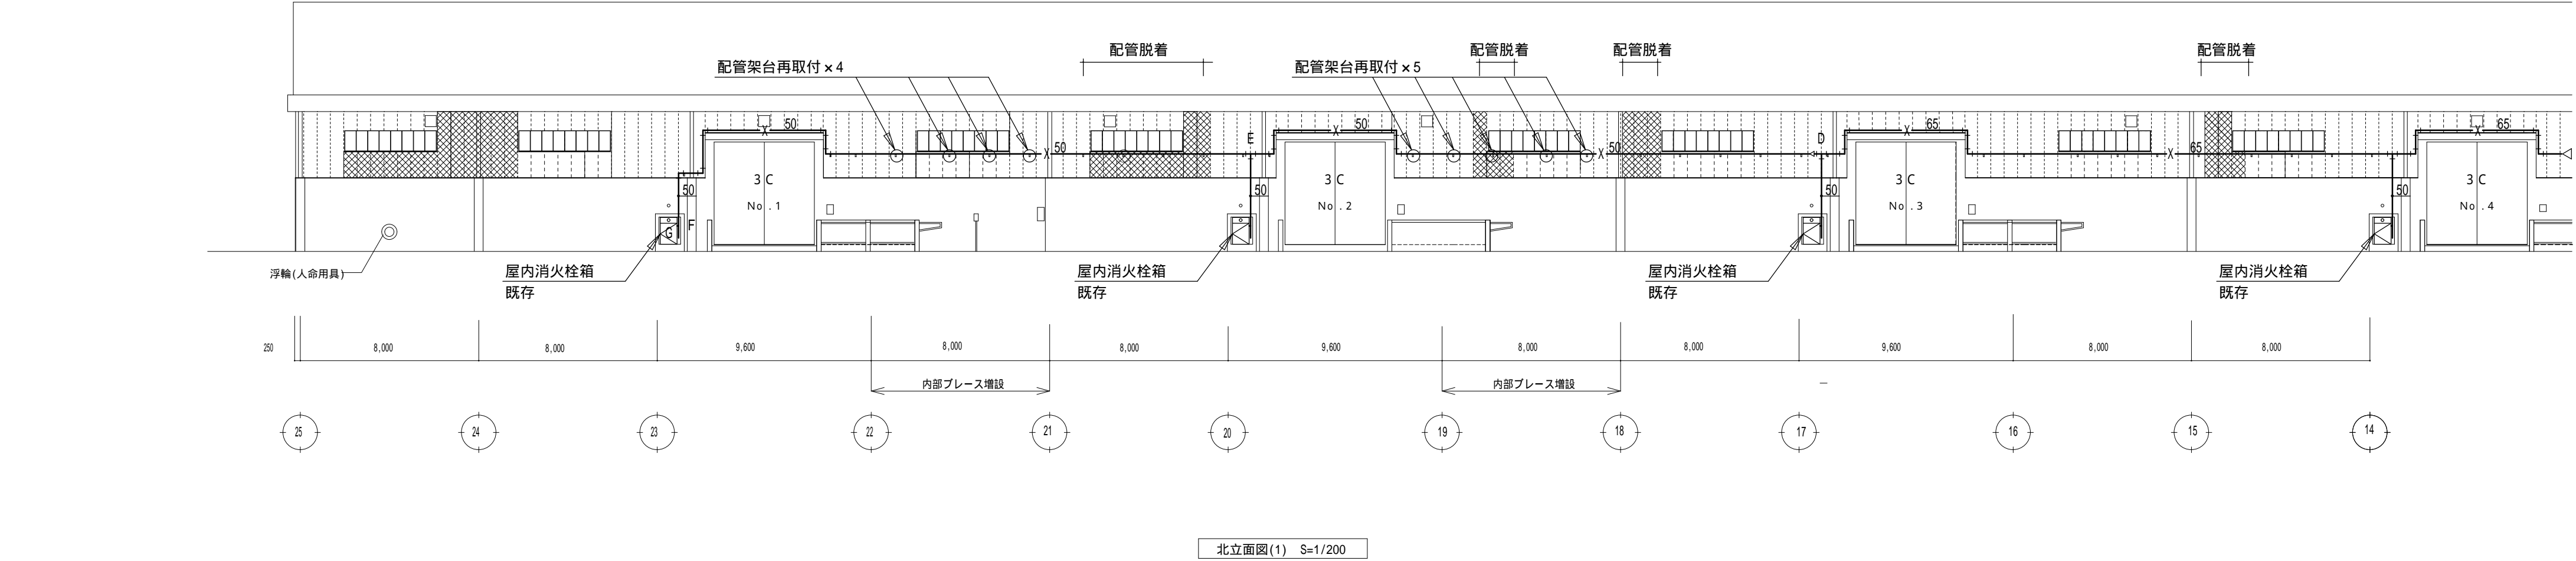 配管脱着
配管脱着
配管脱着
配管脱着
配管架台再取付×4
配管架台再取付×5
50
50
65
65
50
E
50
D
65
3C
No.1
3C
No.2
3C
No.3
3C
No.4
50
50
50
50
G
F
浮輪(人命用具)
屋内消火栓箱
既存
屋内消火栓箱
既存
屋内消火栓箱
既存
屋内消火栓箱
既存
250
8,000
8,000
9,600
8,000
8,000
9,600
8,000
8,000
9,600
8,000
8,000
内部ブレース増設
内部ブレース増設
25
24
23
22
21
20
19
18
17
16
15
14
北立面図(1) S=1/200